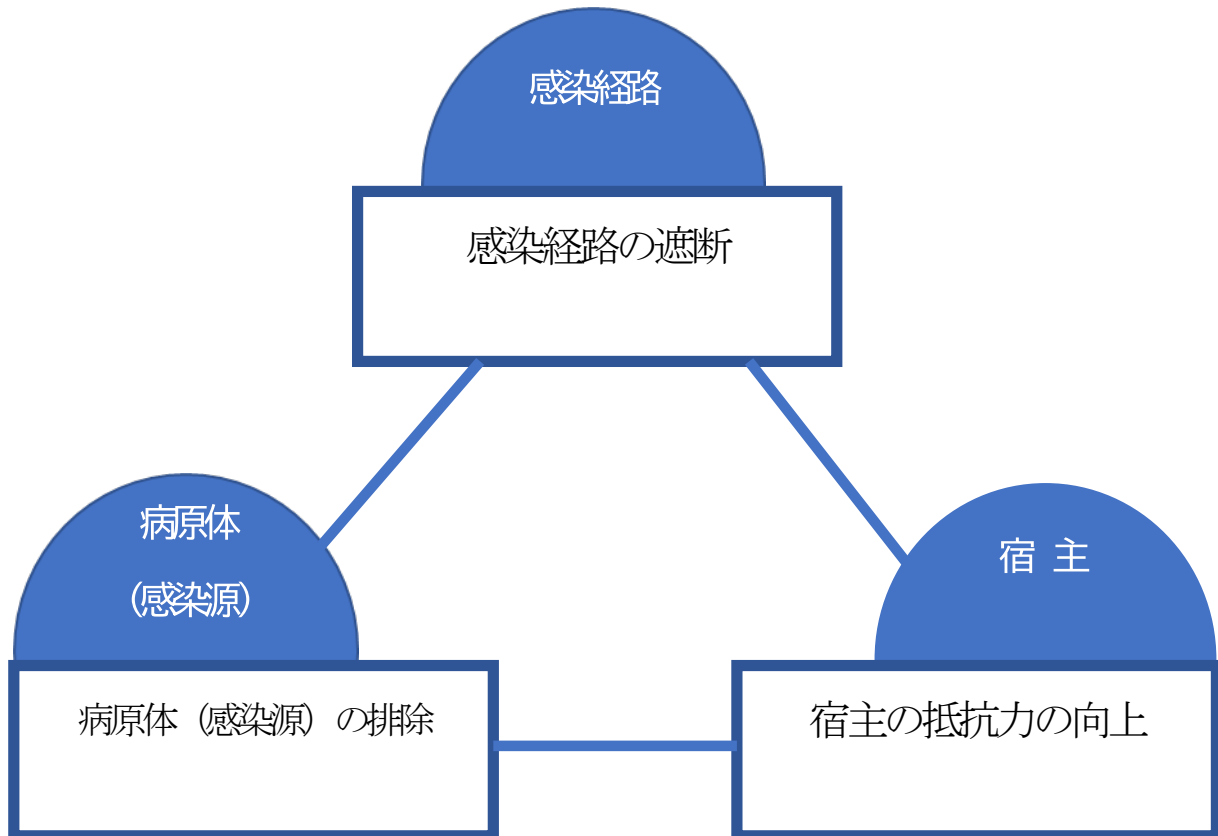 感染経路
感染経路の遮断
病原体
（感染源）
病原体（感染源）の排除
宿 主
宿主の抵抗力の向上